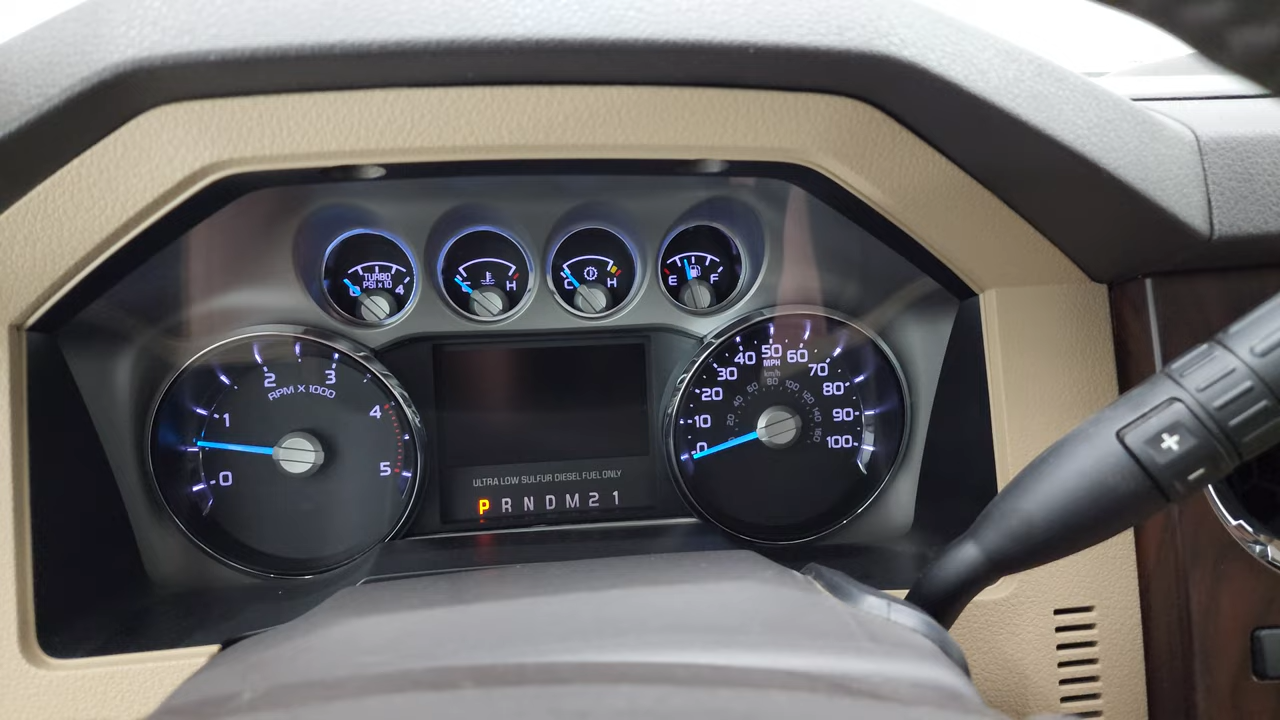 TURBO
PSI x 10
0 4
C H
C H
E F
0 1 2 3 4 5
RPM X 1000
0 10 20 30 40 50 60 70 80 90 100
MPH
km/h
20 40 60 80 100 120 140 160
ULTRA LOW SULFUR DIESEL FUEL ONLY
P R N D M 2 1
+
-